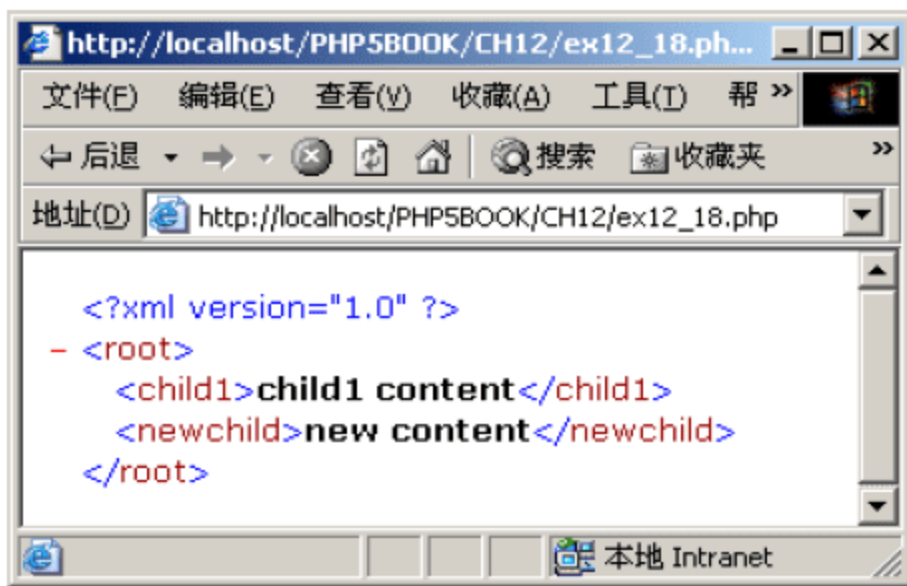 http://localhost/PHP5BOOK/CH12/ex12_18.ph...
文件(F) 编辑(E) 查看(V) 收藏(A) 工具(T) 帮 »
后退 搜索 收藏夹 »
地址(D) http://localhost/PHP5BOOK/CH12/ex12_18.php
<?xml version="1.0" ?>
- <root>
<child1>child1 content</child1>
<newchild>new content</newchild>
</root>
本地 Intranet